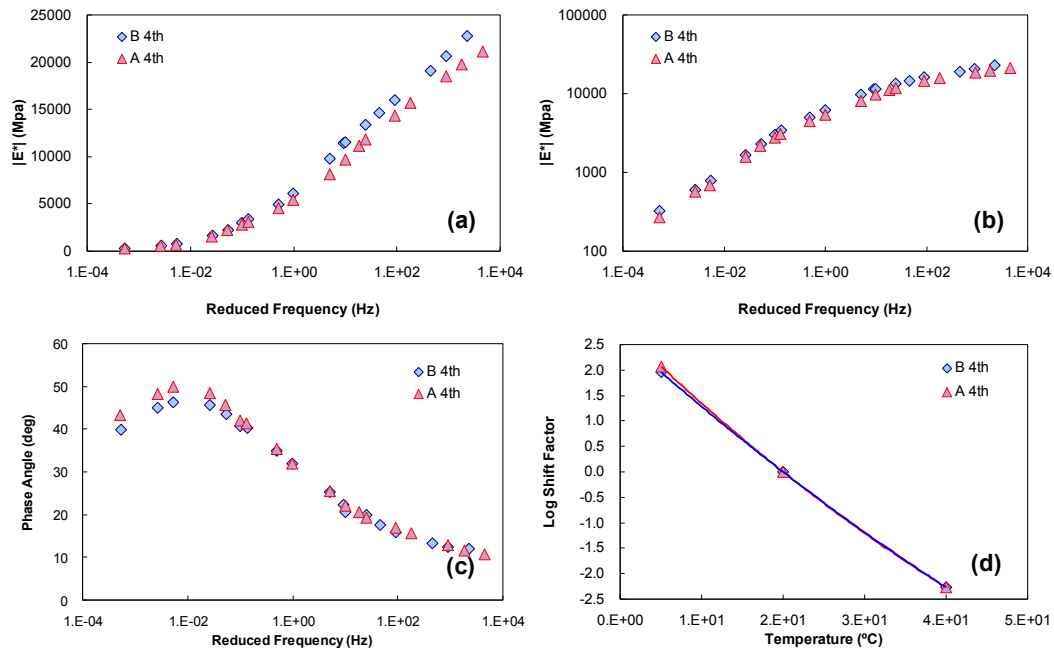 25000
20000
15000
10000
5000
0
|E*| (Mpa)
B 4th
A 4th
(a)
1.E-04 1.E-02 1.E+00 1.E+02 1.E+04
Reduced Frequency (Hz)
100000
10000
1000
100
|E*| (Mpa)
B 4th
A 4th
(b)
1.E-04 1.E-02 1.E+00 1.E+02 1.E+04
Reduced Frequency (Hz)
60
50
40
30
20
10
0
Phase Angle (deg)
B 4th
A 4th
(c)
1.E-04 1.E-02 1.E+00 1.E+02 1.E+04
Reduced Frequency (Hz)
2.5
2.0
1.5
1.0
0.5
0.0
-0.5
-1.0
-1.5
-2.0
-2.5
Log Shift Factor
B 4th
A 4th
(d)
0.E+00 1.E+01 2.E+01 3.E+01 4.E+01 5.E+01
Temperature (ºC)